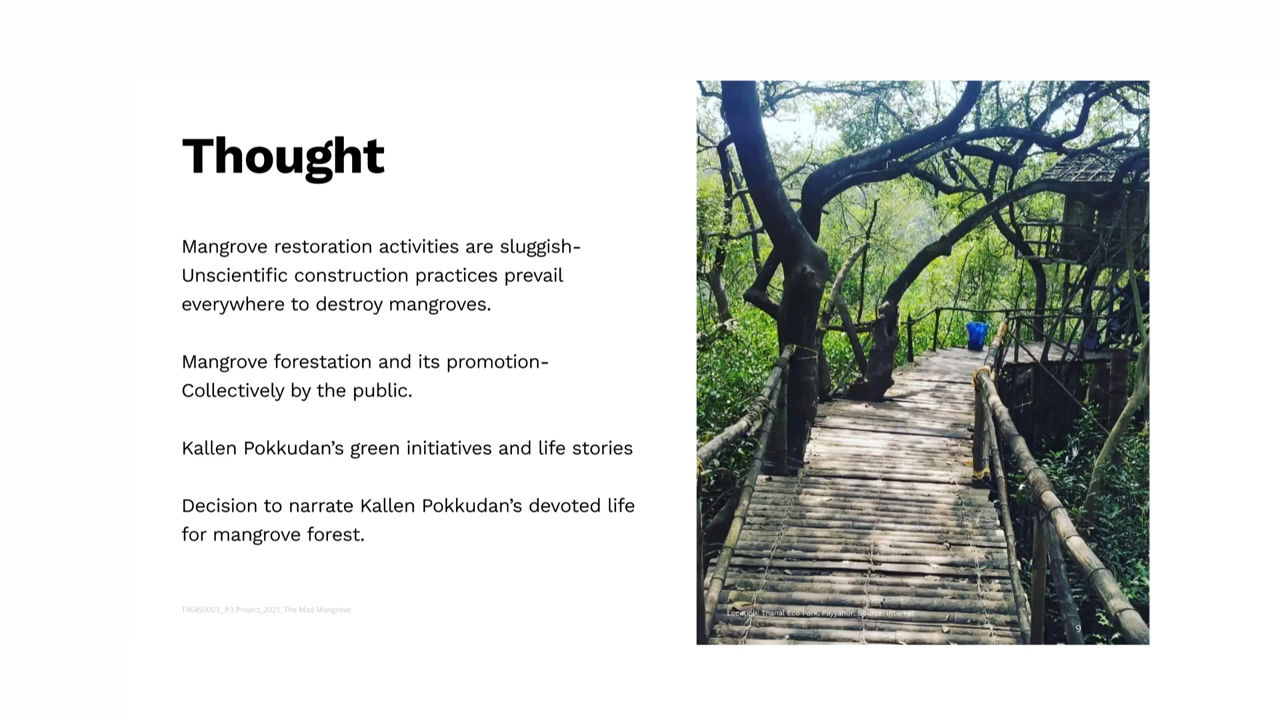 Thought
Mangrove restoration activities are sluggish-
Unscientific construction practices prevail
everywhere to destroy mangroves.
Mangrove forestation and its promotion-
Collectively by the public.
Kallen Pokkudan’s green initiatives and life stories
Decision to narrate Kallen Pokkudan’s devoted life
for mangrove forest.
196450003_ P3 Project_2021_The Mad Mangrove
Location: Thanal Eco Park, Payyanur; Source: Internet
9